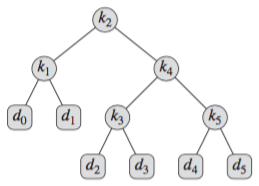 k₂
k₁ k₄
d₀ d₁ k₃ k₅
d₂ d₃ d₄ d₅